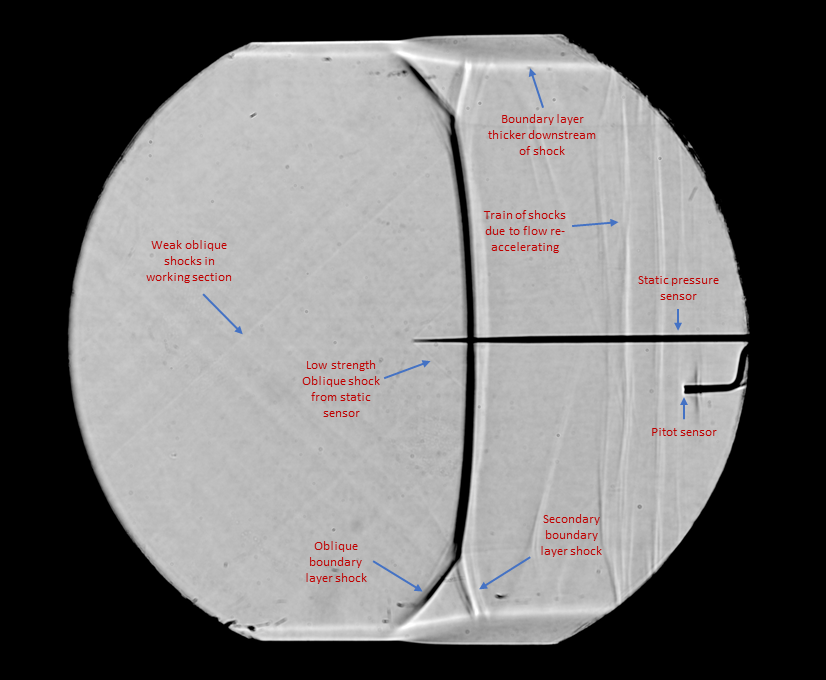 Boundary layer
thicker downstream
of shock
Train of shocks
due to flow re-
accelerating
Weak oblique
shocks in
working section
Static pressure
sensor
Low strength
Oblique shock
from static
sensor
Pitot sensor
Secondary
boundary
layer shock
Oblique
boundary
layer shock